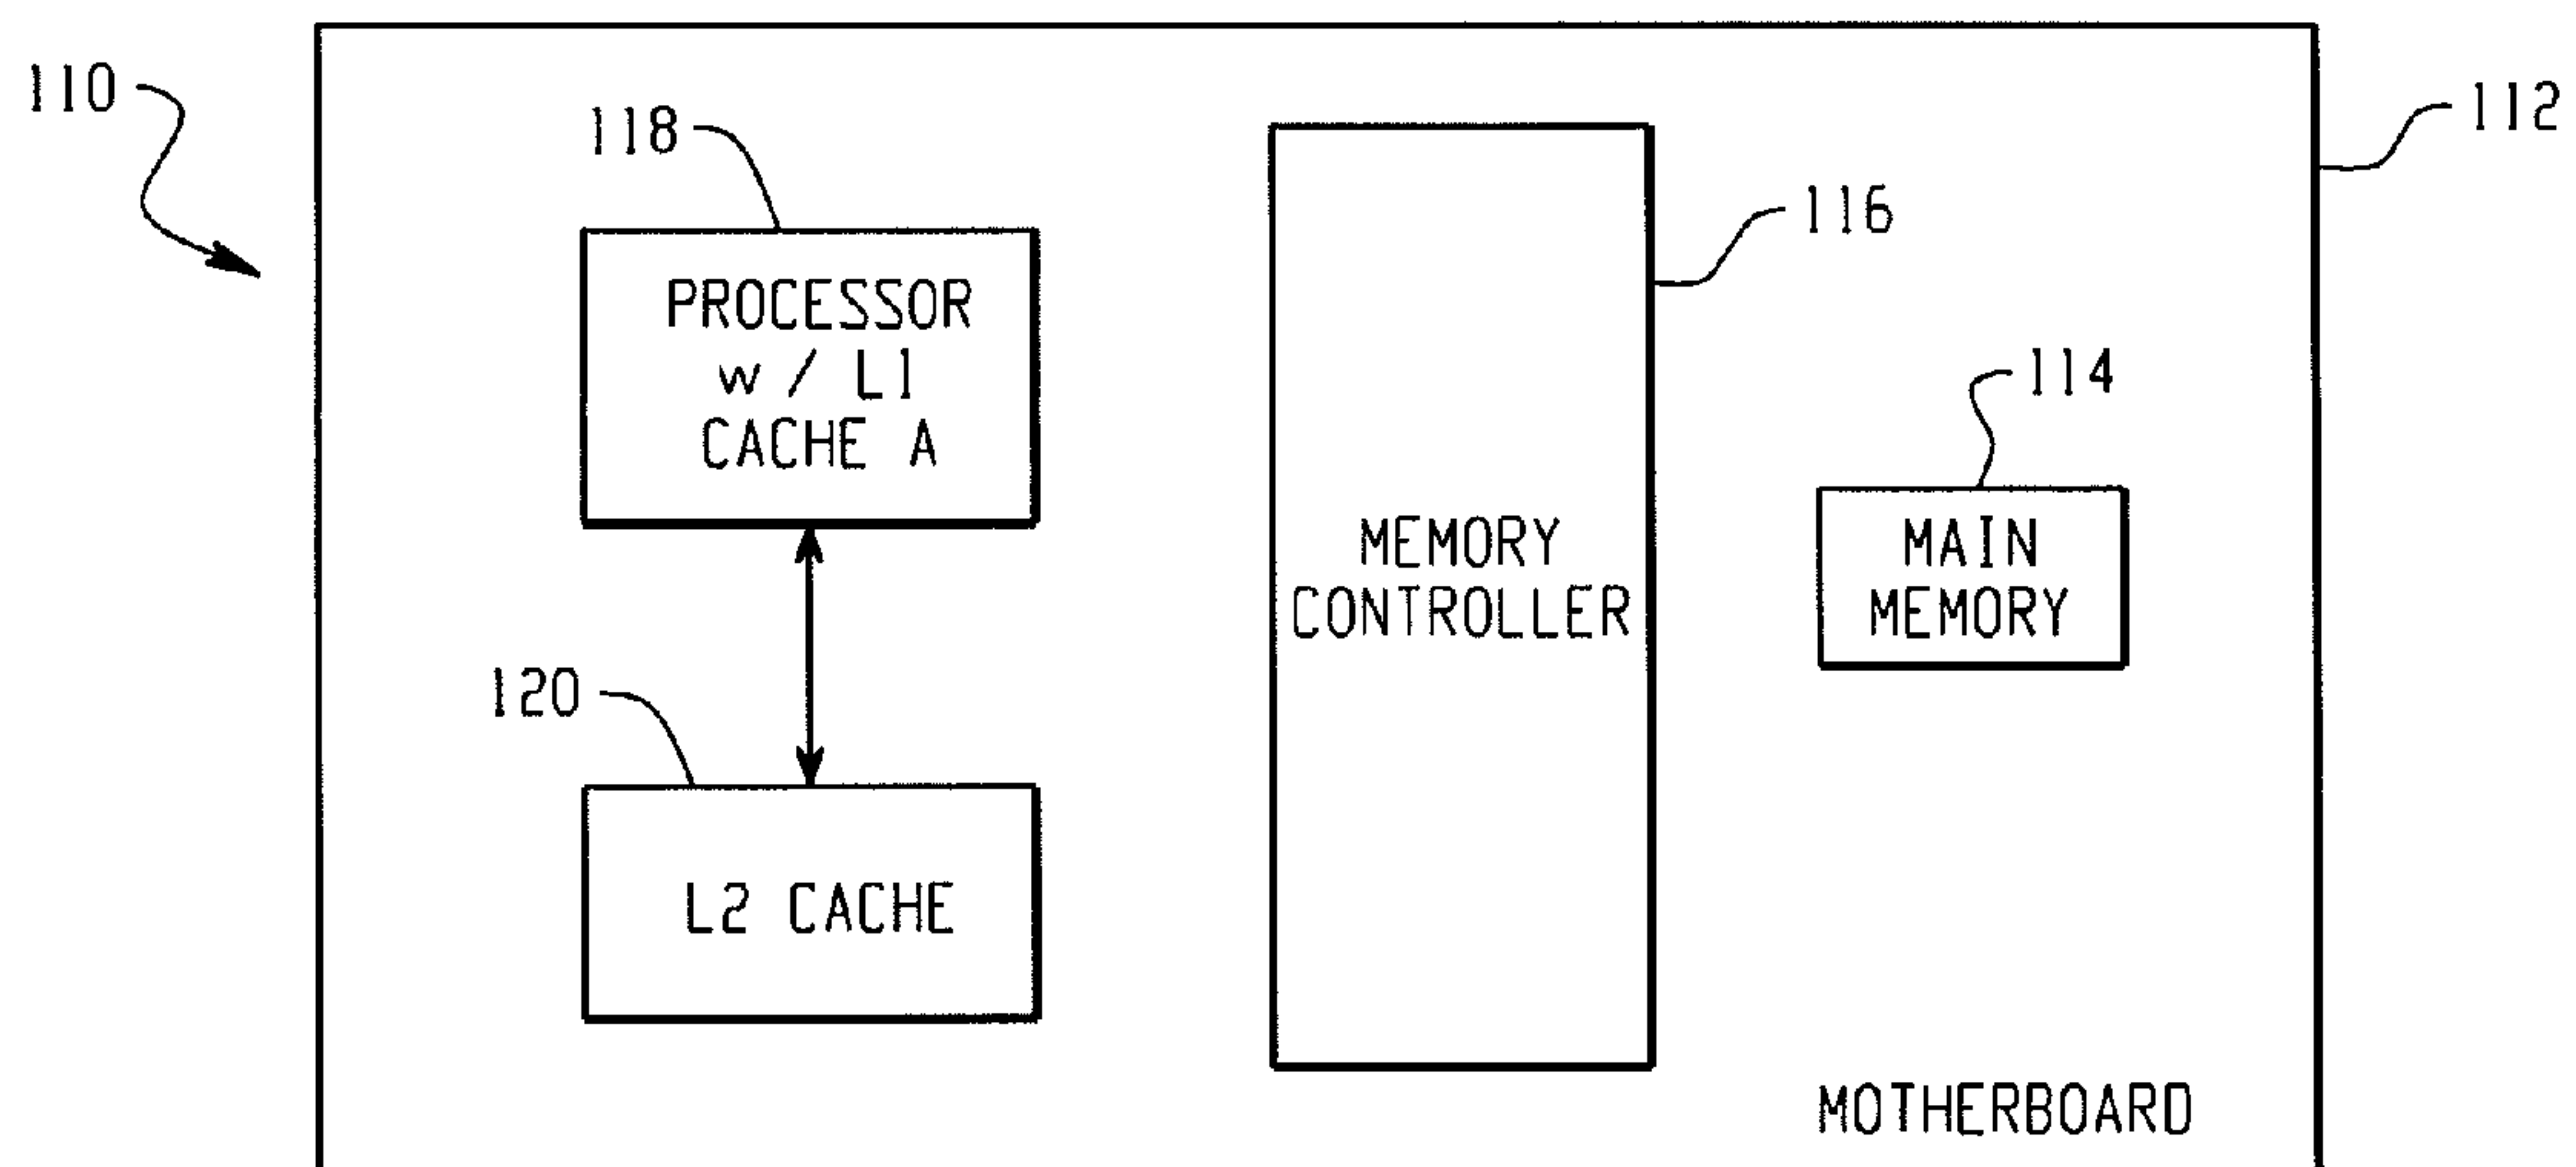 110
112
118
116
PROCESSOR
w / L1
CACHE A
114
MEMORY
CONTROLLER
MAIN
MEMORY
120
L2 CACHE
MOTHERBOARD